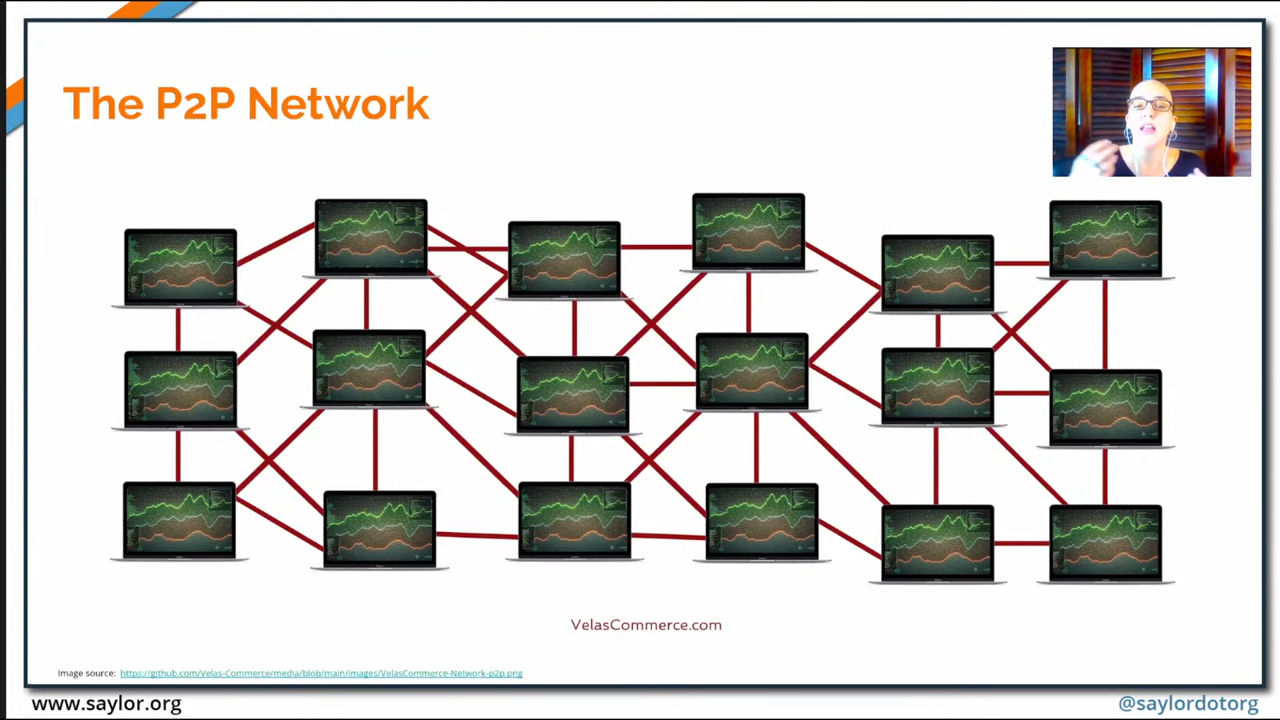 The P2P Network
VelasCommerce.com
Image source: https://github.com/Velas-Commerce/media/blob/main/images/VelasCommerce-Network-p2p.png
www.saylor.org
@saylordotorg